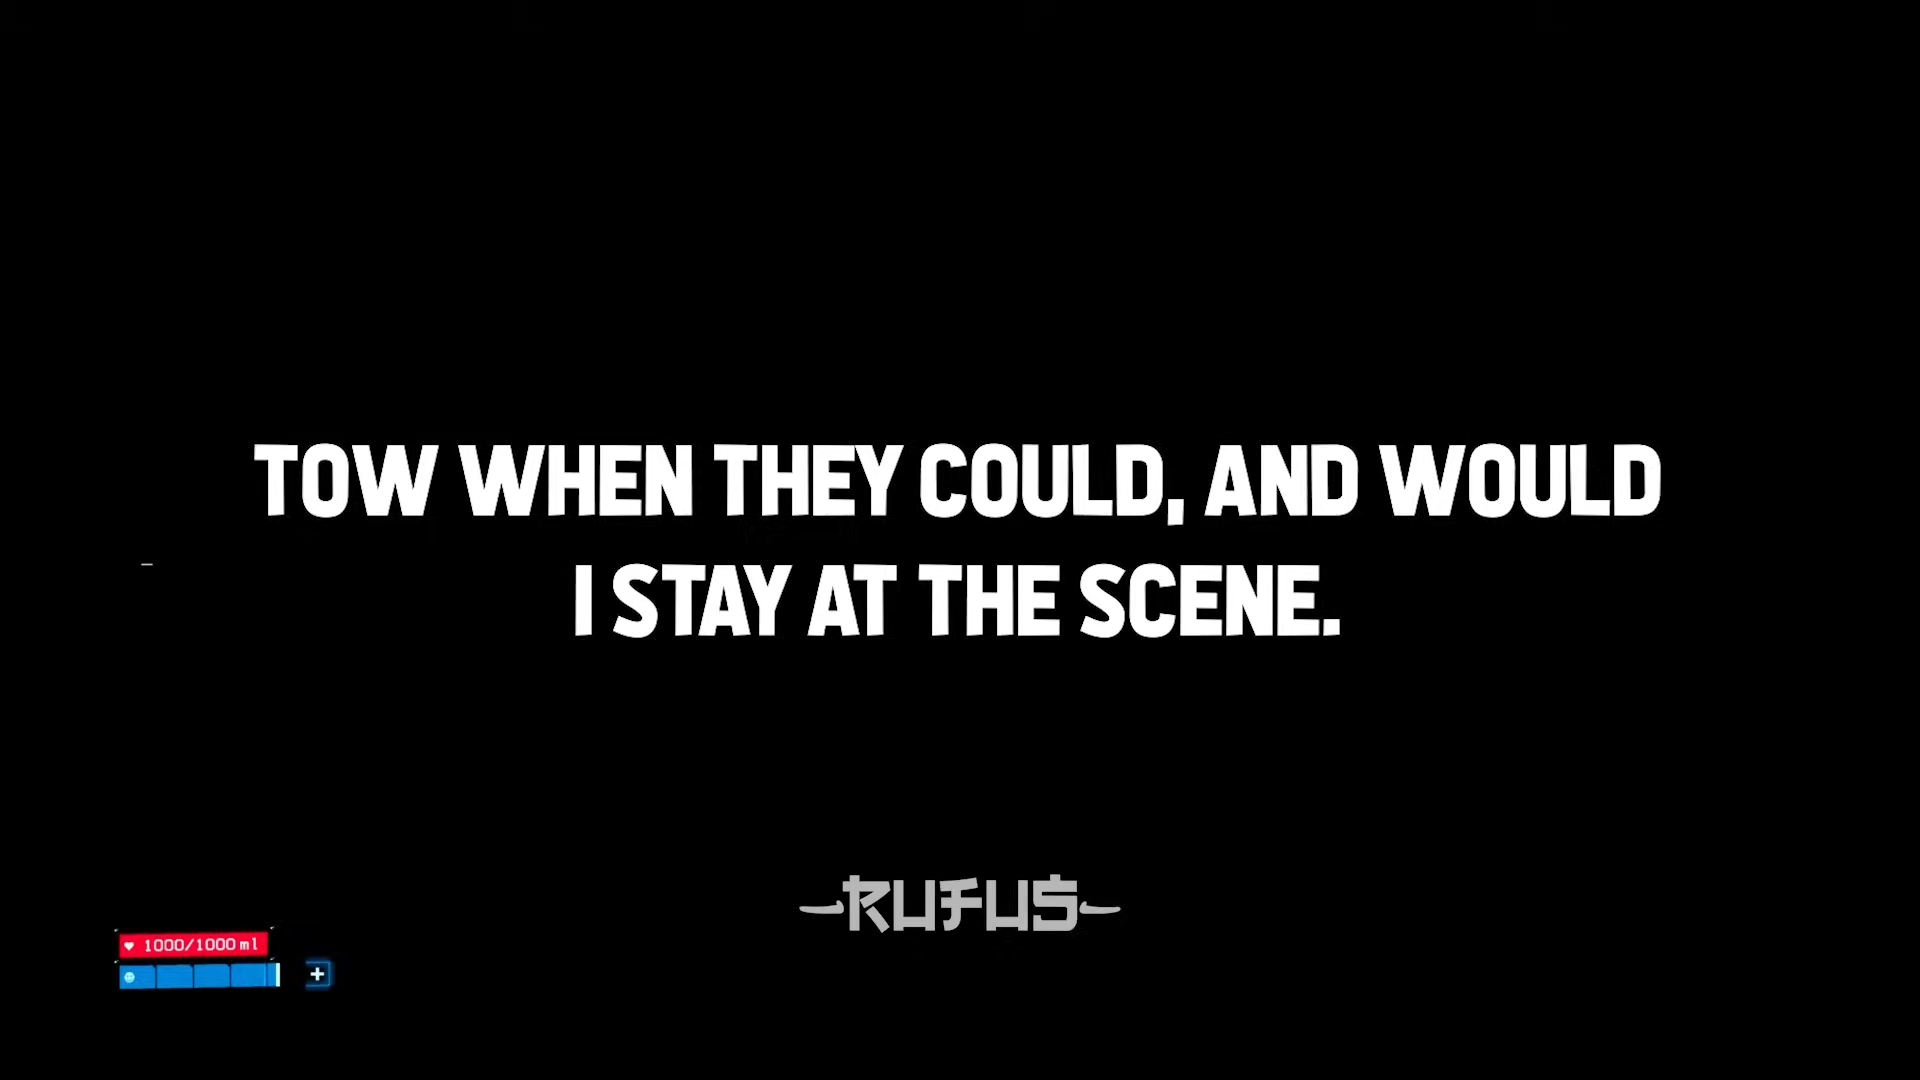 TOW WHEN THEY COULD, AND WOULD
I STAY AT THE SCENE.
RUFUS
1000/1000 ml